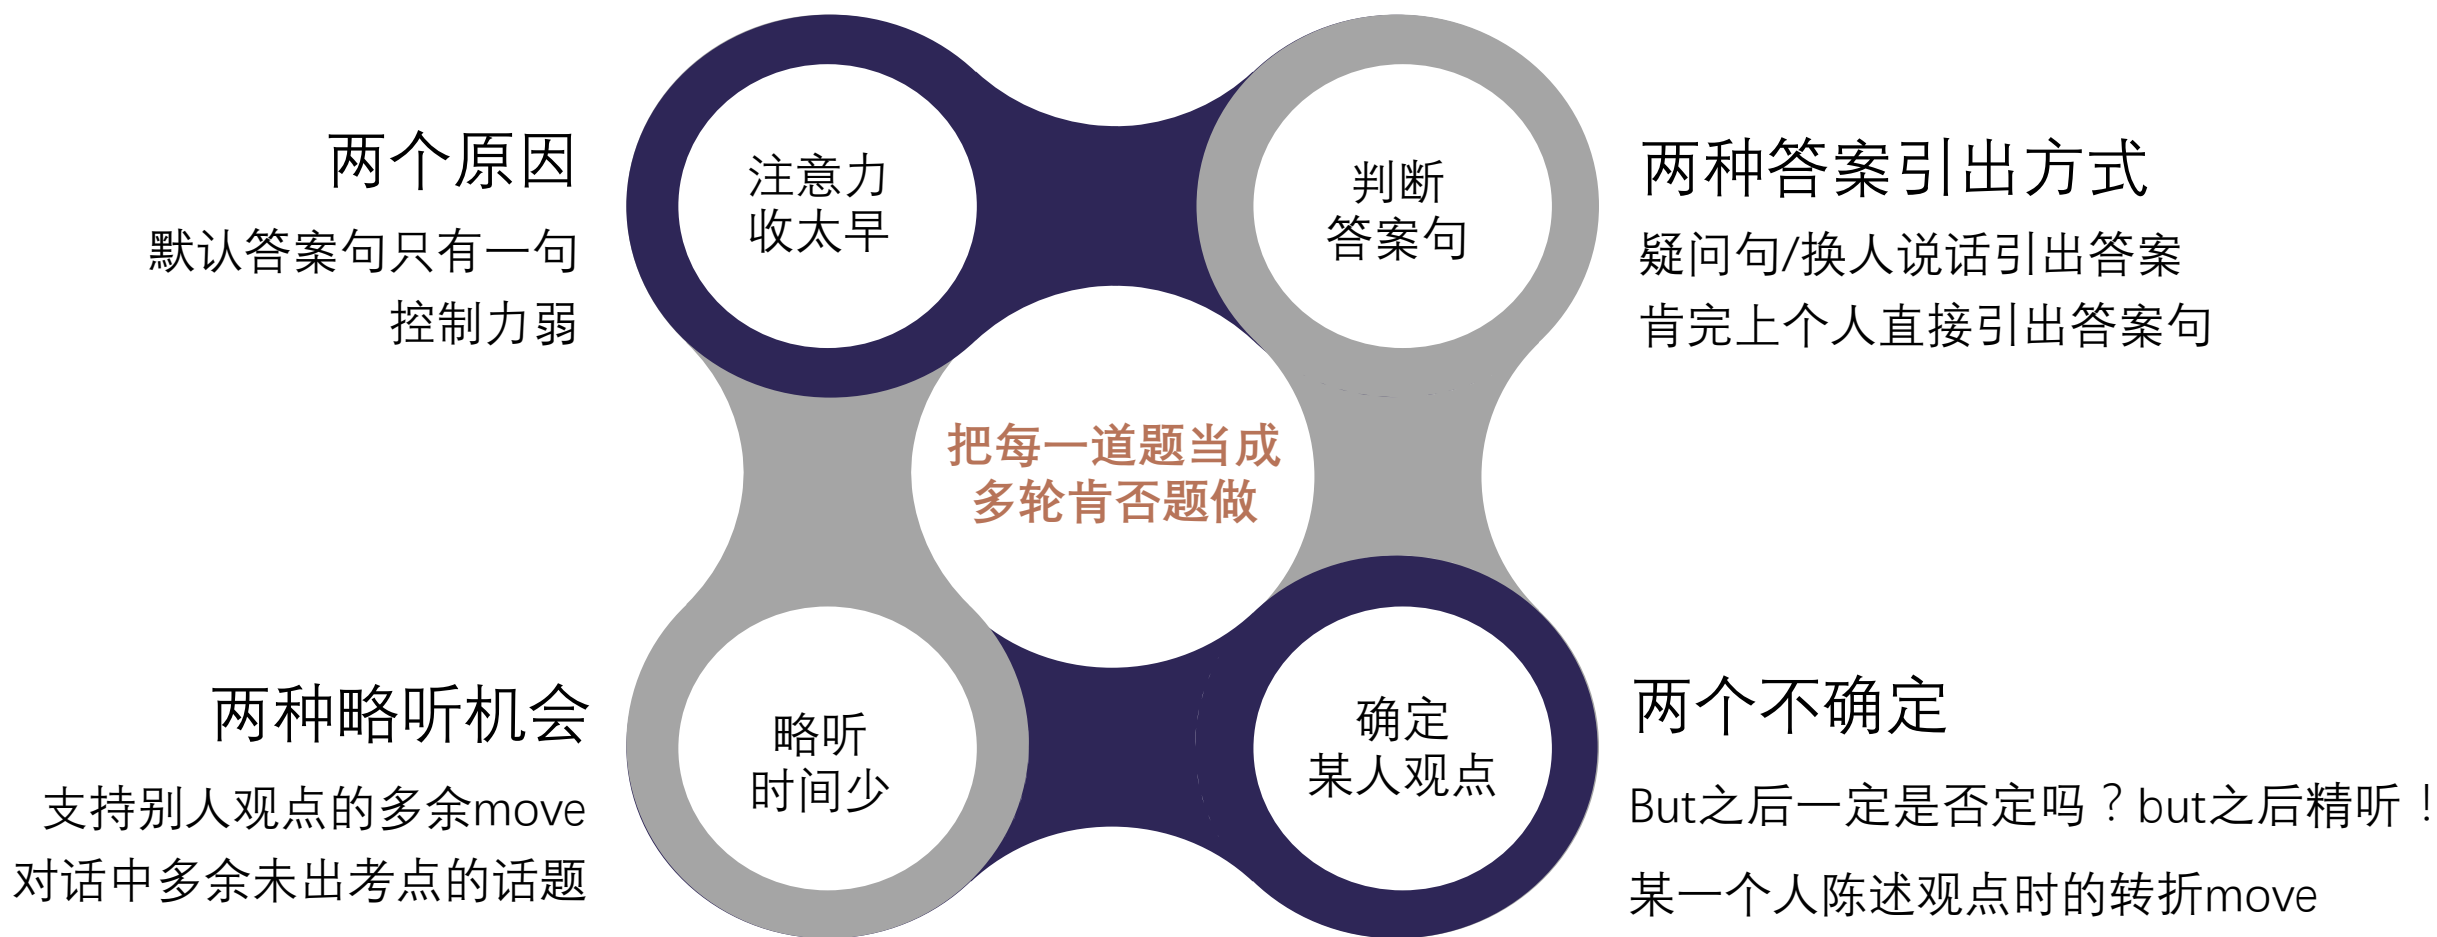 两个原因
默认答案句只有一句
控制力弱
注意力
收太早
判断
答案句
两种答案引出方式
疑问句/换人说话引出答案
肯完上个人直接引出答案句
把每一道题当成
多轮肯否题做
两种略听机会
支持别人观点的多余move
对话中多余未出考点的话题
略听
时间少
确定
某人观点
两个不确定
But之后一定是否定吗？but之后精听！
某一个人陈述观点时的转折move